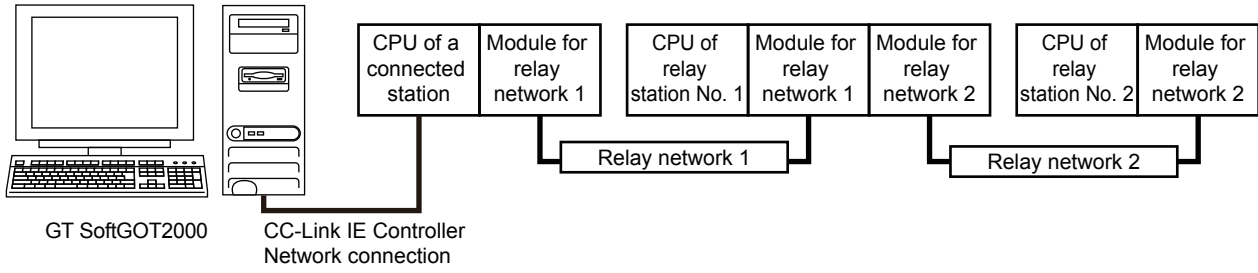 CPU of a
connected
station
Module for
relay
network 1
CPU of
relay
station No. 1
Module for
relay
network 1
Module for
relay
network 2
CPU of
relay
station No. 2
Module for
relay
network 2
Relay network 1
Relay network 2
GT SoftGOT2000
CC-Link IE Controller
Network connection